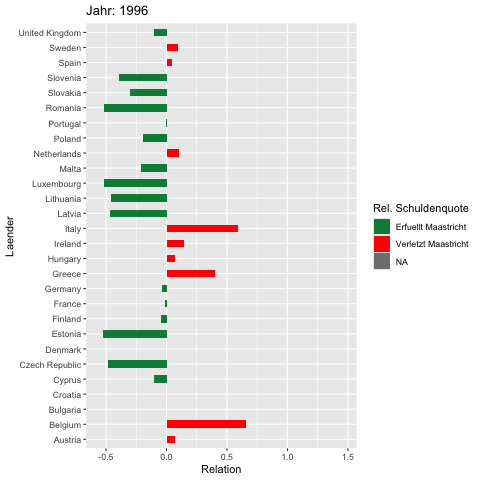 Jahr: 1996
United Kingdom
Sweden
Spain
Slovenia
Slovakia
Romania
Portugal
Poland
Netherlands
Malta
Luxembourg
Lithuania
Latvia
Italy
Ireland
Hungary
Greece
Germany
France
Finland
Estonia
Denmark
Czech Republic
Cyprus
Croatia
Bulgaria
Belgium
Austria
Laender
-0.5 0.0 0.5 1.0 1.5
Relation
Rel. Schuldenquote
Erfuellt Maastricht
Verletzt Maastricht
NA